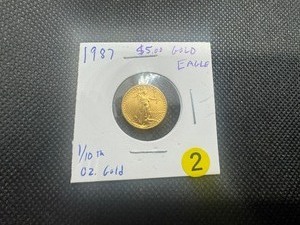 1987 $5.00 GOLD
EAGLE
1/10 th
oz. Gold
2